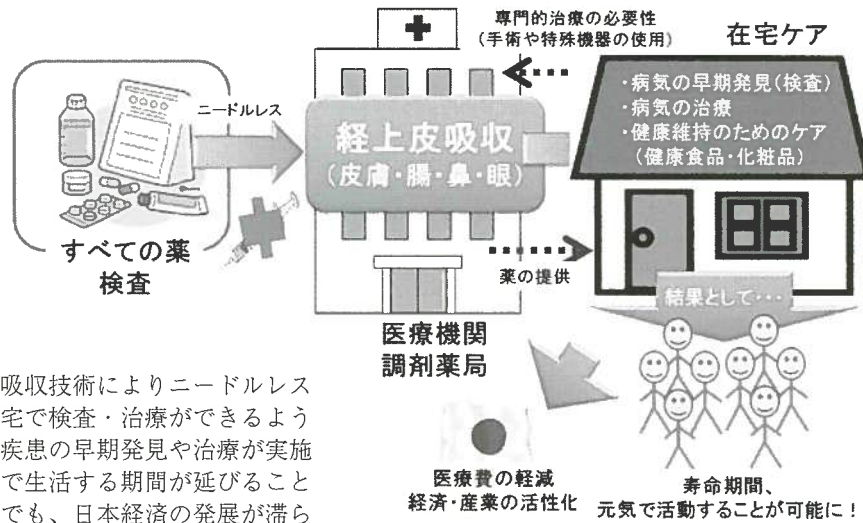 専門的治療の必要性
(手術や特殊機器の使用)
在宅ケア
ニードルレス
経上皮吸収
(皮膚・腸・鼻・眼)
・病気の早期発見(検査)
・病気の治療
・健康維持のためのケア
(健康食品・化粧品)
すべての薬
検査
薬の提供
結果として・・・
医療機関
調剤薬局
吸収技術によりニードルレス
宅で検査・治療ができるよう
疾患の早期発見や治療が実施
で生活する期間が延びること
でも、日本経済の発展が滞ら
医療費の軽減
経済・産業の活性化
寿命期間、
元気で活動することが可能に!